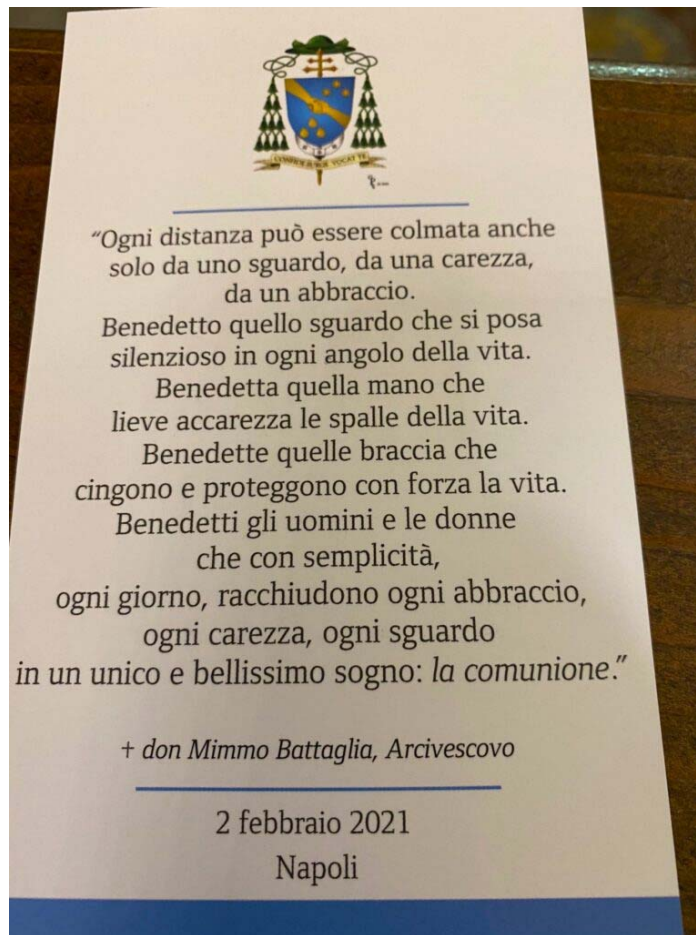 “Ogni distanza può essere colmata anche
solo da uno sguardo, da una carezza,
da un abbraccio.
Benedetto quello sguardo che si posa
silenzioso in ogni angolo della vita.
Benedetta quella mano che
lieve accarezza le spalle della vita.
Benedette quelle braccia che
cingono e proteggono con forza la vita.
Benedetti gli uomini e le donne
che con semplicità,
ogni giorno, racchiudono ogni abbraccio,
ogni carezza, ogni sguardo
in un unico e bellissimo sogno: la comunione.”
+ don Mimmo Battaglia, Arcivescovo
2 febbraio 2021
Napoli